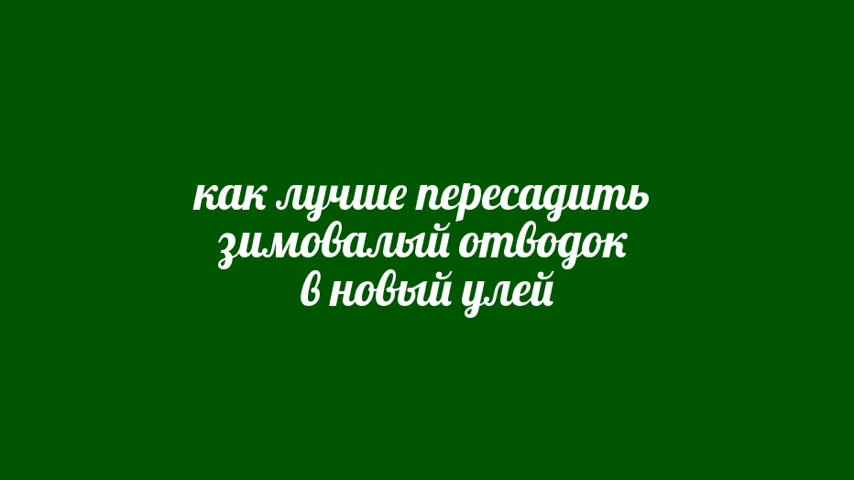 как лучше пересадить
зимовалый отводок
в новый улей